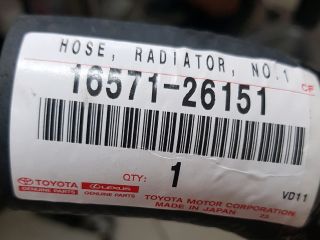 HOSE, RADIATOR, NO.1
CF
16571-26151
QTY:
1
VD11
TOYOTA
GENUINE PARTS
LEXUS
GENUINE PARTS
TOYOTA MOTOR CORPORATION
MADE IN JAPAN